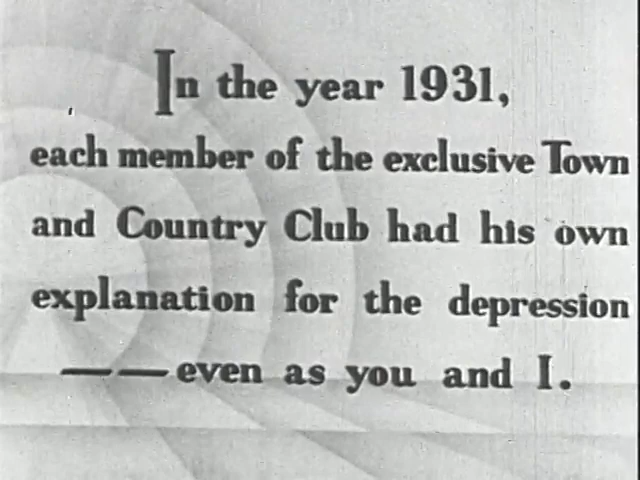 In the year 1931,
each member of the exclusive Town
and Country Club had his own
explanation for the depression
——even as you and I.